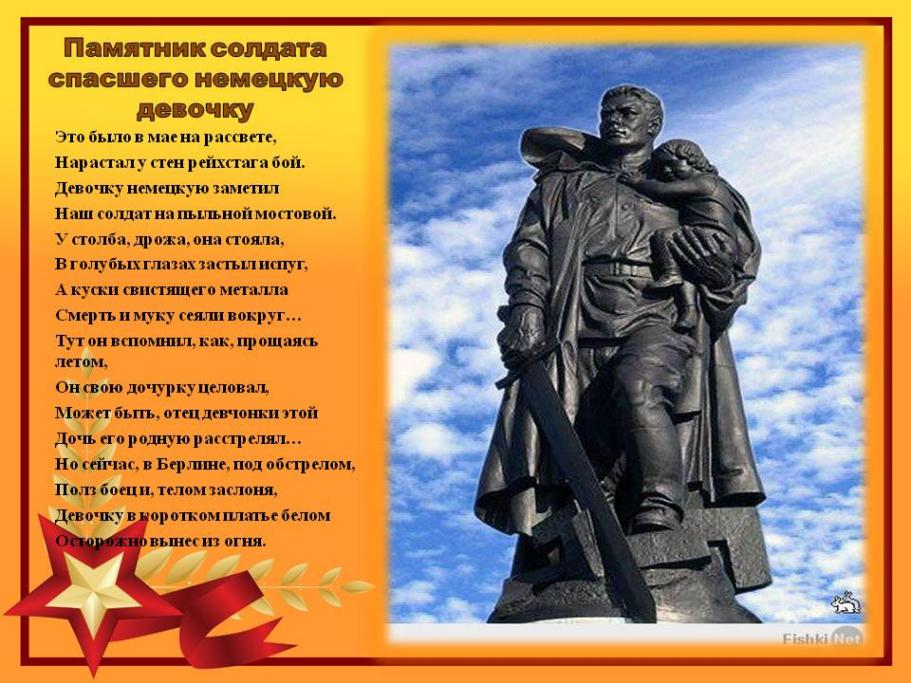 Памятник солдата
спасшего немецкую
девочку
Это было в мае на рассвете,
Нарастал у стен рейхстага бой.
Девочку немецкую заметил
Наш солдат на пыльной мостовой.
У столба, дрожа, она стояла,
В голубых глазах застыл испуг,
А куски свистящего металла
Смерть и муку сеяли вокруг…
Тут он вспомнил, как, прощаясь
летом,
Он свою дочурку целовал,
Может быть, отец девчонки этой
Дочь его родную расстрелял…
Но сейчас, в Берлине, под обстрелом,
Полз боец и, телом заслоня,
Девочку в коротком платье белом
Осторожно вынес из огня.
Fishki Net